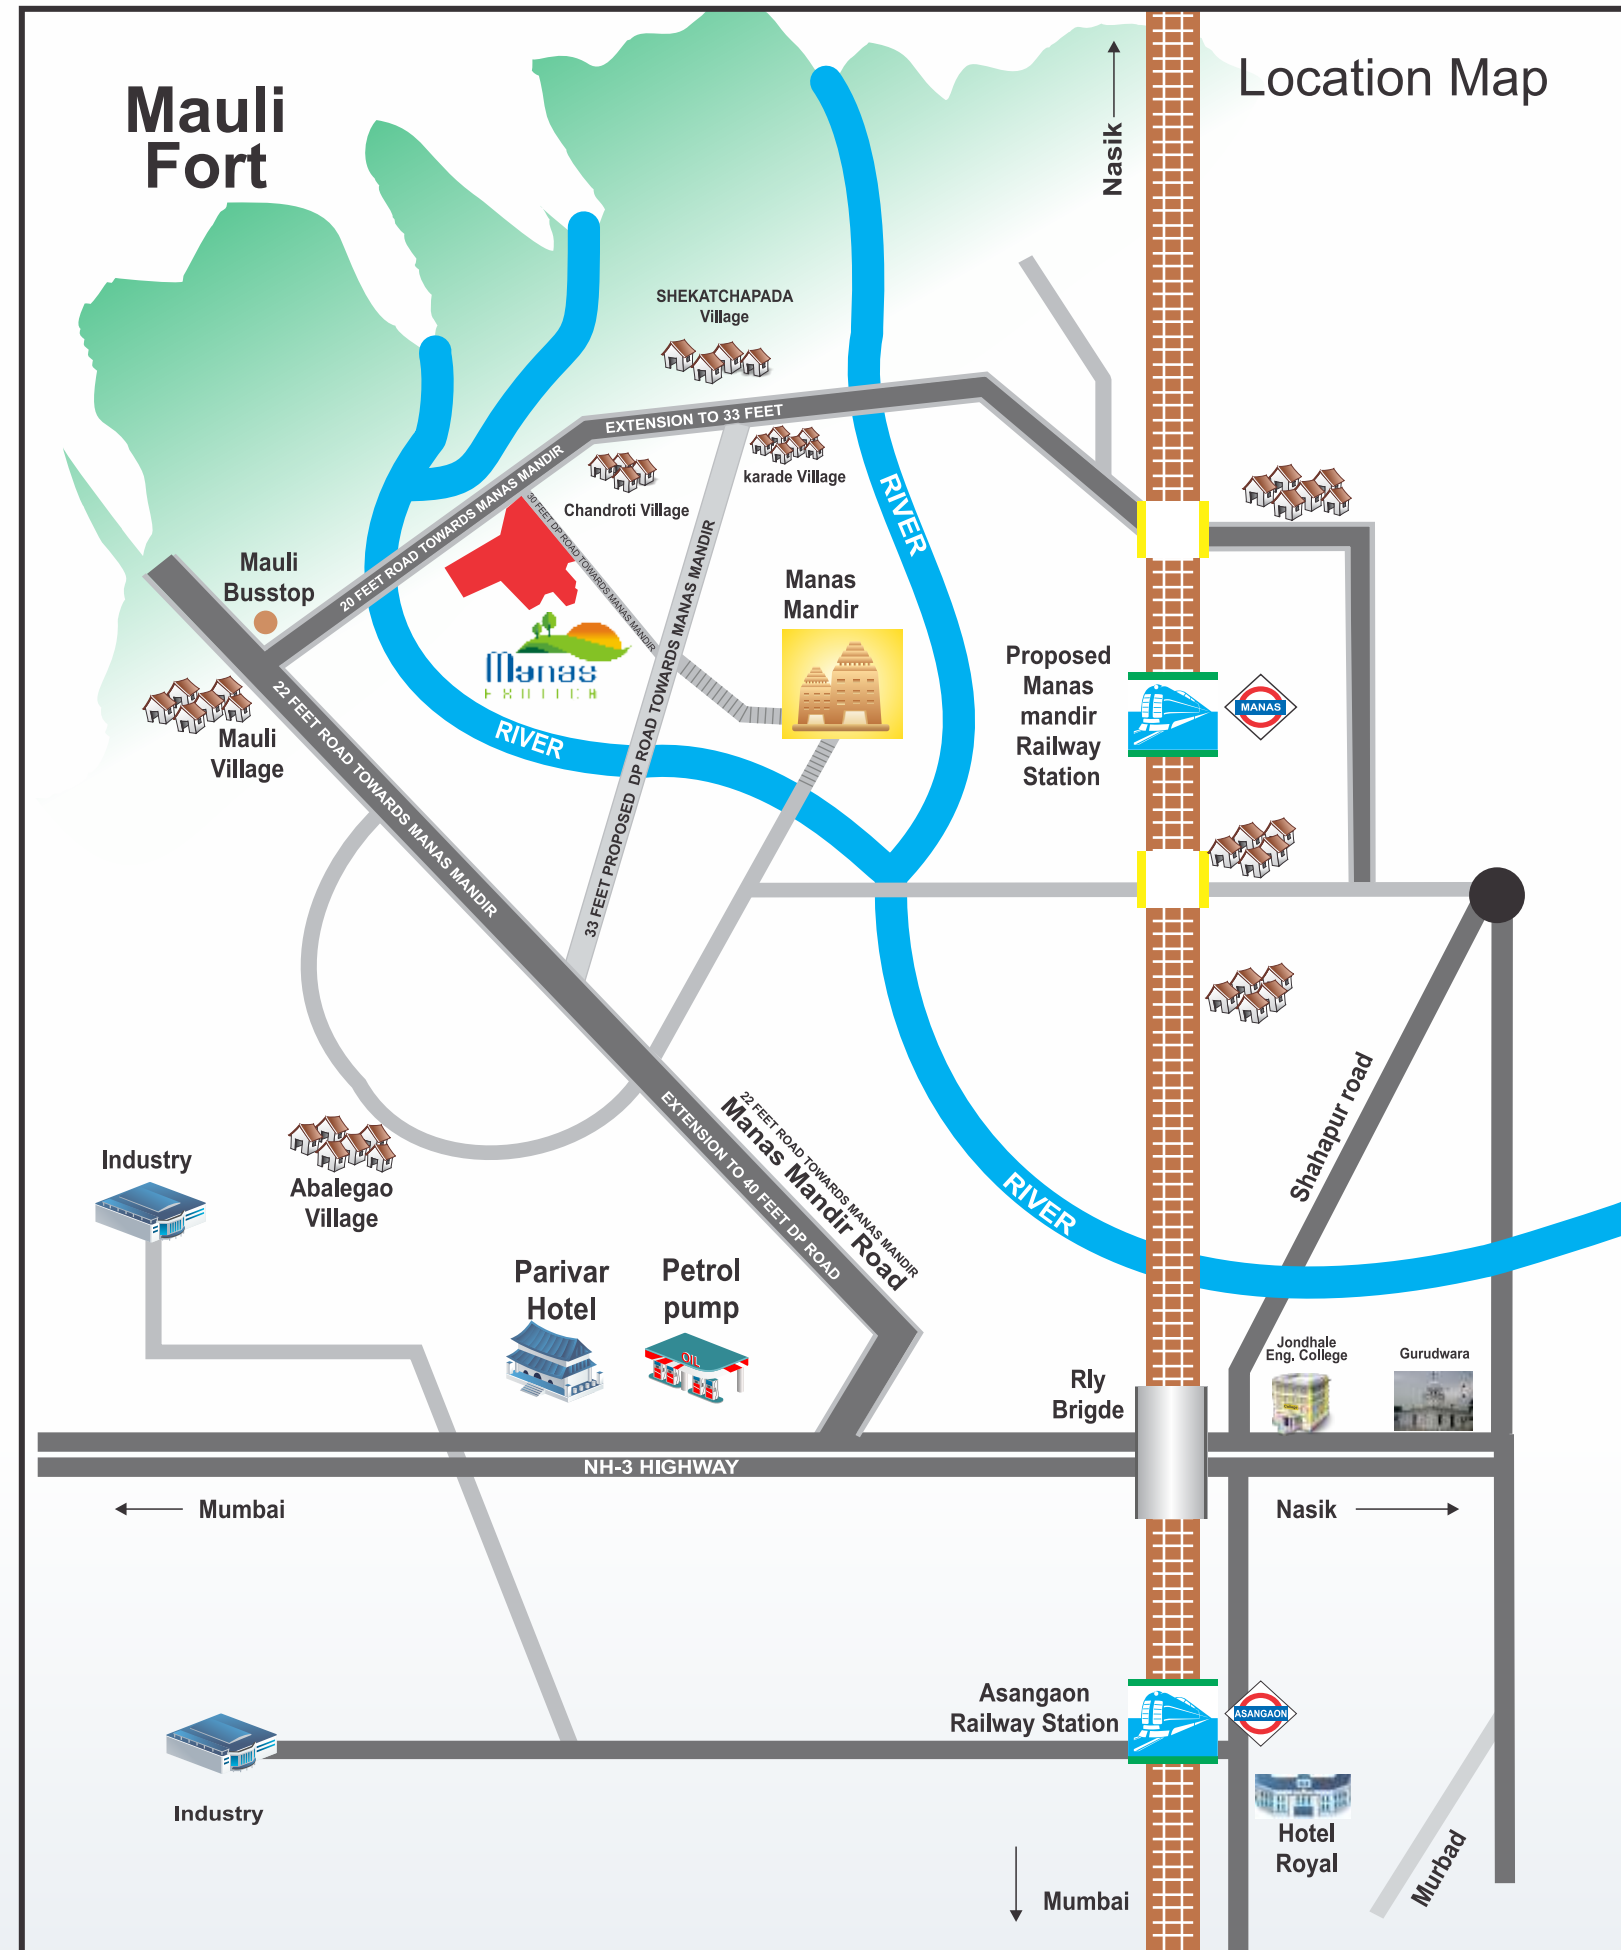 Location Map
Mauli
Fort
Nasik
SHEKATCHAPADA
Village
EXTENSION TO 33 FEET
karade Village
Chandroti Village
20 FEET ROAD TOWARDS MANAS MANDIR
30 FEET DP ROAD TOWARDS MANAS MANDIR
33 FEET PROPOSED DP ROAD TOWARDS MANAS MANDIR
RIVER
Mauli
Busstop
Manas
Mandir
Manas
RIVER
Mauli
Village
22 FEET ROAD TOWARDS MANAS MANDIR
Proposed
Manas
mandir
Railway
Station
MANAS
EXTENSION TO 40 FEET DP ROAD
22 FEET ROAD TOWARDS MANAS MANDIR
Manas Mandir Road
RIVER
Shahapur road
Industry
Abalegao
Village
Parivar
Hotel
Petrol
pump
OIL
Jondhale
Eng. College
Gurudwara
Rly
Brigde
NH-3 HIGHWAY
Mumbai
Nasik
Asangaon
Railway Station
ASANGAON
Industry
Hotel
Royal
Murbad
Mumbai